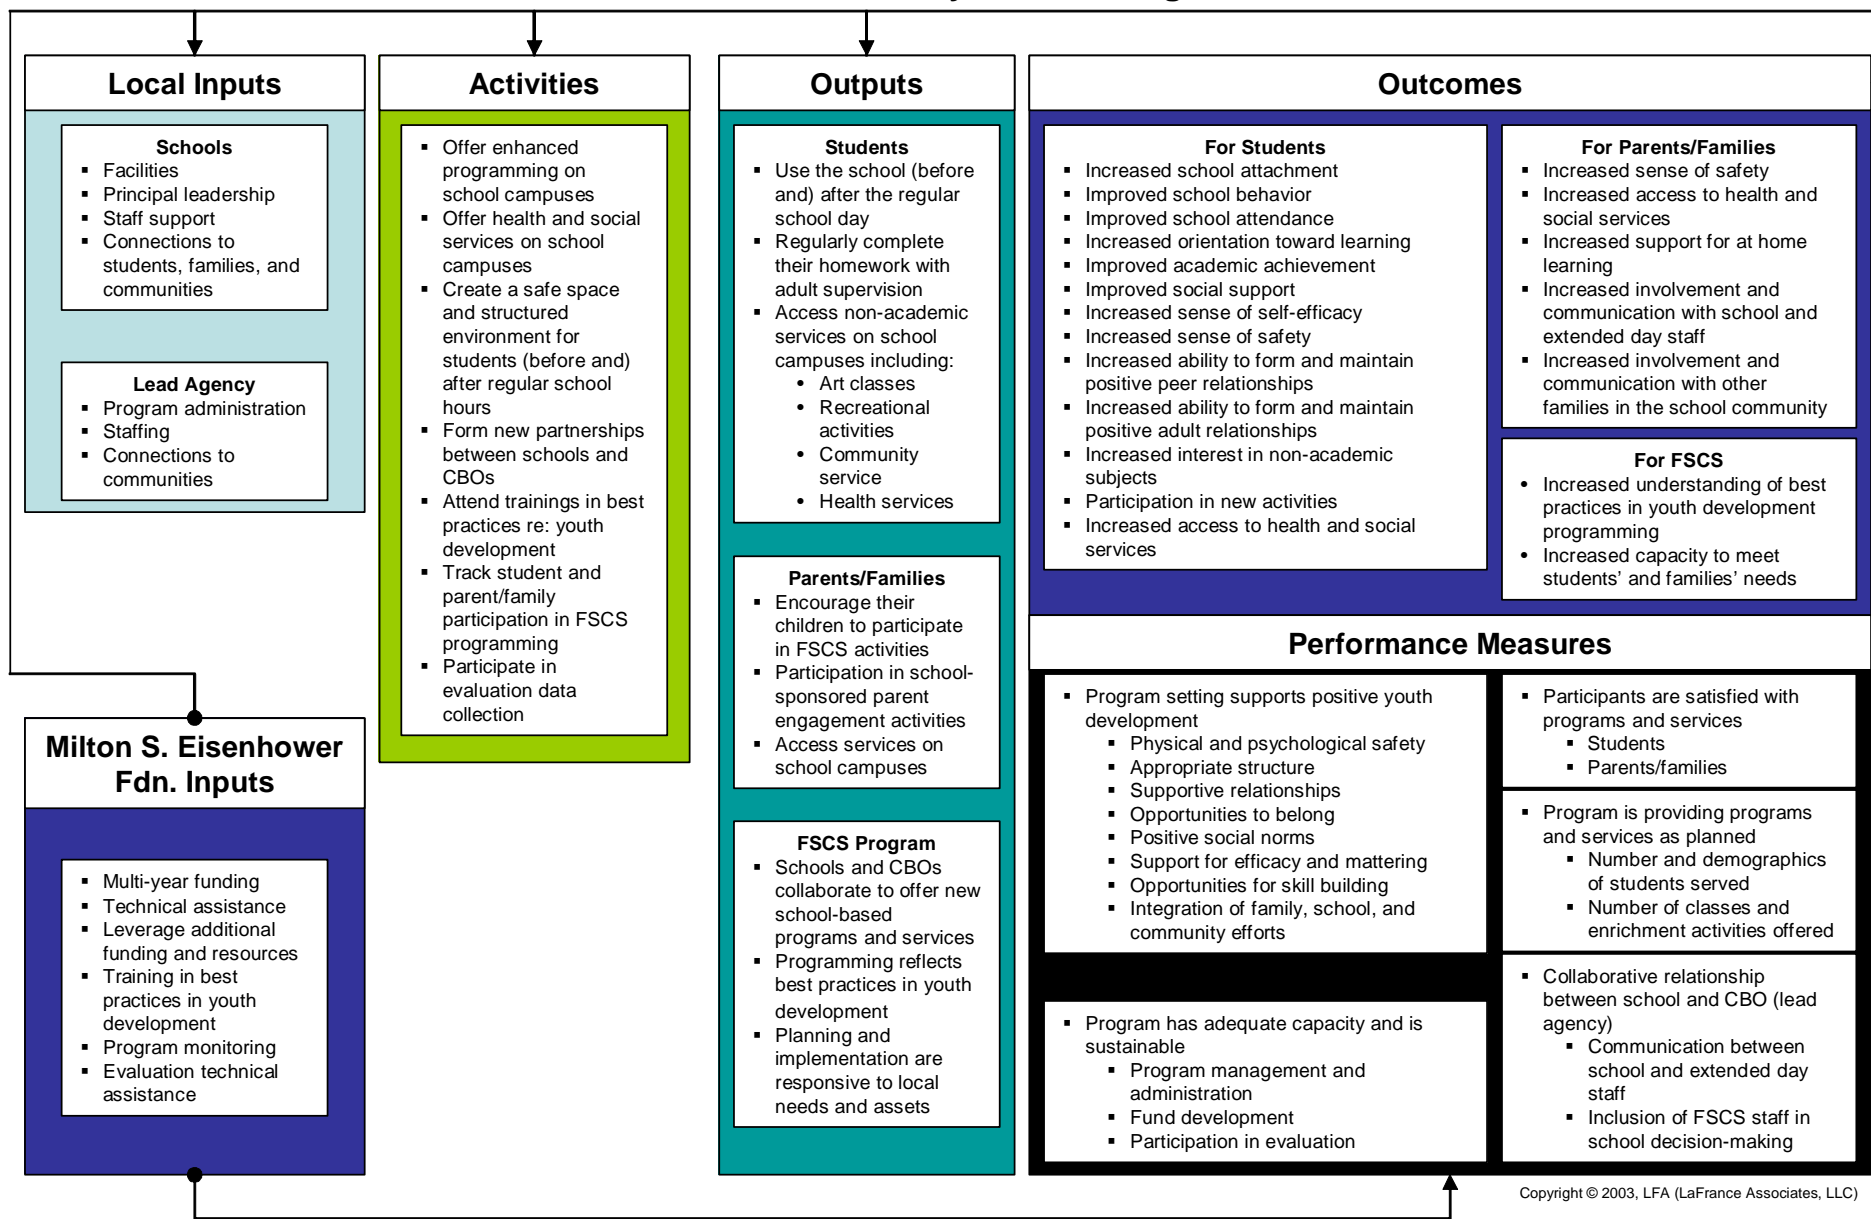 Local Inputs
Schools
▪ Facilities
▪ Principal leadership
▪ Staff support
▪ Connections to
students, families, and
communities
Lead Agency
▪ Program administration
▪ Staffing
▪ Connections to
communities
Milton S. Eisenhower
Fdn. Inputs
▪ Multi-year funding
▪ Technical assistance
▪ Leverage additional
funding and resources
▪ Training in best
practices in youth
development
▪ Program monitoring
▪ Evaluation technical
assistance
Activities
▪ Offer enhanced
programming on
school campuses
▪ Offer health and social
services on school
campuses
▪ Create a safe space
and structured
environment for
students (before and)
after regular school
hours
▪ Form new partnerships
between schools and
CBOs
▪ Attend trainings in best
practices re: youth
development
▪ Track student and
parent/family
participation in FSCS
programming
▪ Participate in
evaluation data
collection
Outputs
Students
▪ Use the school (before
and) after the regular
school day
▪ Regularly complete
their homework with
adult supervision
▪ Access non-academic
services on school
campuses including:
• Art classes
• Recreational
activities
• Community
service
• Health services
Parents/Families
▪ Encourage their
children to participate
in FSCS activities
▪ Participation in school-
sponsored parent
engagement activities
▪ Access services on
school campuses
FSCS Program
▪ Schools and CBOs
collaborate to offer new
school-based
programs and services
▪ Programming reflects
best practices in youth
development
▪ Planning and
implementation are
responsive to local
needs and assets
Outcomes
For Students
▪ Increased school attachment
▪ Improved school behavior
▪ Improved school attendance
▪ Increased orientation toward learning
▪ Improved academic achievement
▪ Improved social support
▪ Increased sense of self-efficacy
▪ Increased sense of safety
▪ Increased ability to form and maintain
positive peer relationships
▪ Increased ability to form and maintain
positive adult relationships
▪ Increased interest in non-academic
subjects
▪ Participation in new activities
▪ Increased access to health and social
services
For Parents/Families
▪ Increased sense of safety
▪ Increased access to health and
social services
▪ Increased support for at home
learning
▪ Increased involvement and
communication with school and
extended day staff
▪ Increased involvement and
communication with other
families in the school community
For FSCS
• Increased understanding of best
practices in youth development
programming
• Increased capacity to meet
students’ and families’ needs
Performance Measures
▪ Program setting supports positive youth
development
▪ Physical and psychological safety
▪ Appropriate structure
▪ Supportive relationships
▪ Opportunities to belong
▪ Positive social norms
▪ Support for efficacy and mattering
▪ Opportunities for skill building
▪ Integration of family, school, and
community efforts
▪ Program has adequate capacity and is
sustainable
▪ Program management and
administration
▪ Fund development
▪ Participation in evaluation
▪ Participants are satisfied with
programs and services
▪ Students
▪ Parents/families
▪ Program is providing programs
and services as planned
▪ Number and demographics
of students served
▪ Number of classes and
enrichment activities offered
▪ Collaborative relationship
between school and CBO (lead
agency)
▪ Communication between
school and extended day
staff
▪ Inclusion of FSCS staff in
school decision-making
Copyright © 2003, LFA (LaFrance Associates, LLC)